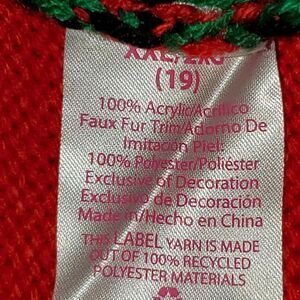 XXL/2XG
(19)
100% Acrylic/Acrílico
Faux Fur Trim/Adorno De
Imitación Piel:
100% Polyester/Poliéster
Exclusive of Decoration
Exclusivo de Decoración
Made in/Hecho en China
THIS LABEL YARN IS MADE
OUT OF 100% RECYCLED
POLYESTER MATERIALS